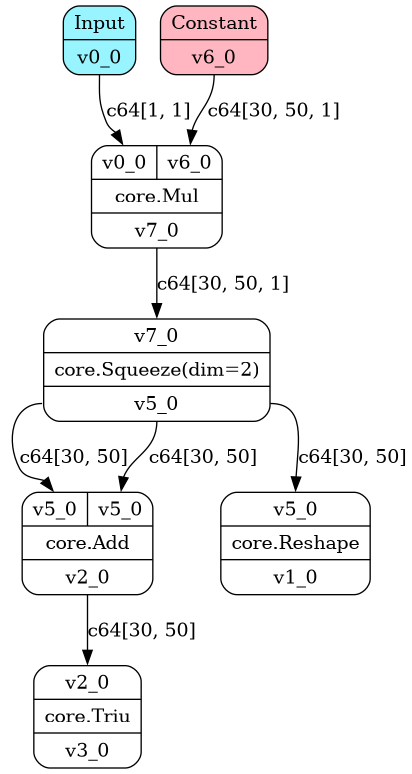 Input
v0_0
Constant
v6_0
c64[1, 1]
c64[30, 50, 1]
v0_0 v6_0
core.Mul
v7_0
c64[30, 50, 1]
v7_0
core.Squeeze(dim=2)
v5_0
c64[30, 50]
c64[30, 50]
c64[30, 50]
v5_0 v5_0
core.Add
v2_0
v5_0
core.Reshape
v1_0
c64[30, 50]
v2_0
core.Triu
v3_0